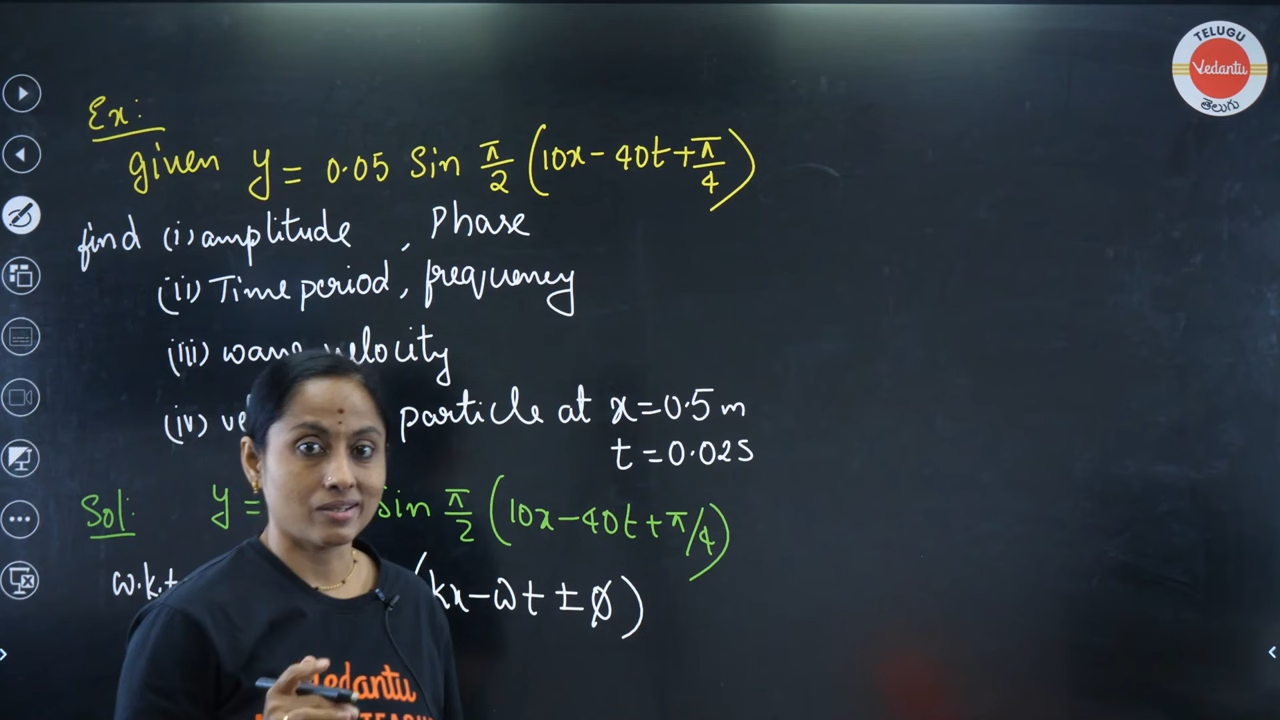 TELUGU
Vedantu
తెలుగు
Ex:
given y = 0.05 Sin π/2 (10x - 40t + π/4)
find (i) amplitude , Phase
(ii) Time period, frequency
(iii) wave velocity
(iv) particle at x = 0.5 m
t = 0.02 s
Sol: y = sin π/2 (10x - 40t + π/4)
w.k.t (kx - ωt ± ø)
vedantu